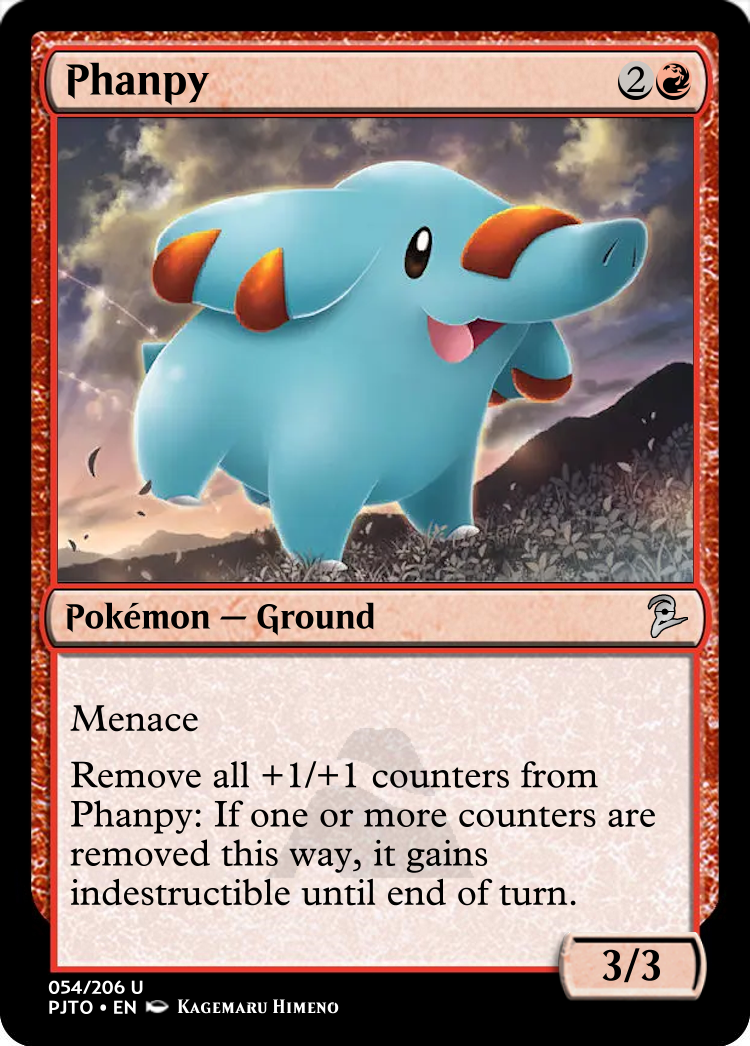 Phanpy 2
Pokémon — Ground
Menace
Remove all +1/+1 counters from
Phanpy: If one or more counters are
removed this way, it gains
indestructible until end of turn.
3/3
054/206 U
PJTO • EN KAGEMARU HIMENO